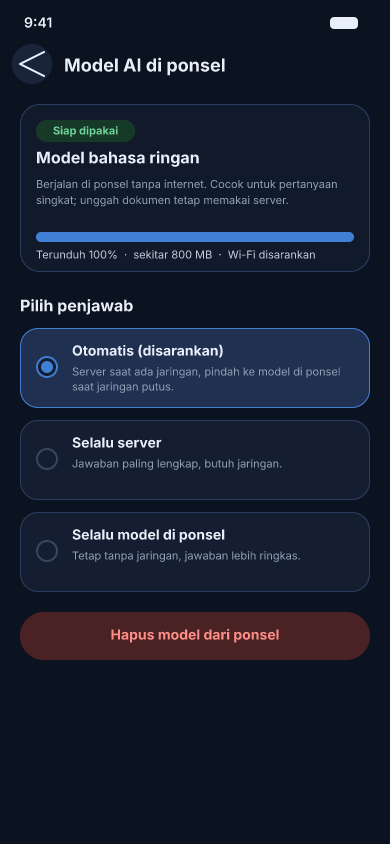 9:41
Model AI di ponsel
Siap dipakai
Model bahasa ringan
Berjalan di ponsel tanpa internet. Cocok untuk pertanyaan
singkat; unggah dokumen tetap memakai server.
Terunduh 100% · sekitar 800 MB · Wi-Fi disarankan
Pilih penjawab
Otomatis (disarankan)
Server saat ada jaringan, pindah ke model di ponsel
saat jaringan putus.
Selalu server
Jawaban paling lengkap, butuh jaringan.
Selalu model di ponsel
Tetap tanpa jaringan, jawaban lebih ringkas.
Hapus model dari ponsel